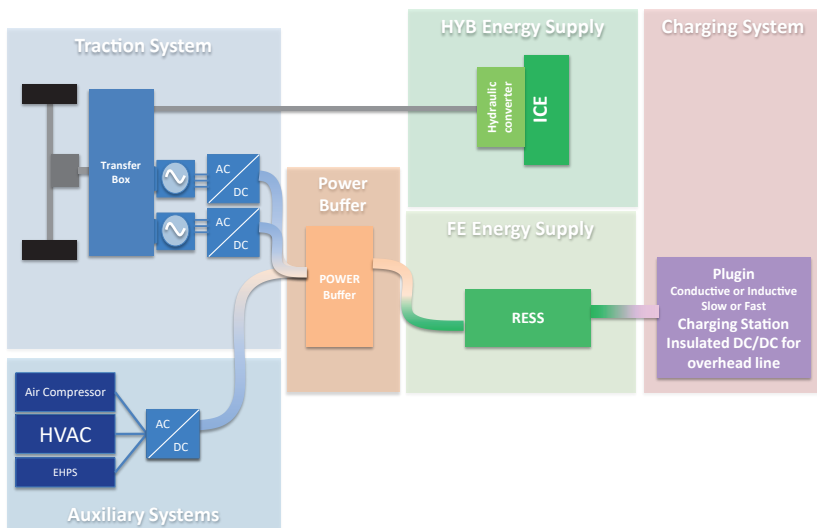 Traction System
Transfer
Box
AC
DC
AC
DC
HYB Energy Supply
Hydraulic
converter
ICE
Charging System
Plugin
Conductive or Inductive
Slow or Fast
Charging Station
Insulated DC/DC for
overhead line
Power
Buffer
POWER
Buffer
FE Energy Supply
RESS
Air Compressor
HVAC
EHPS
AC
DC
Auxiliary Systems